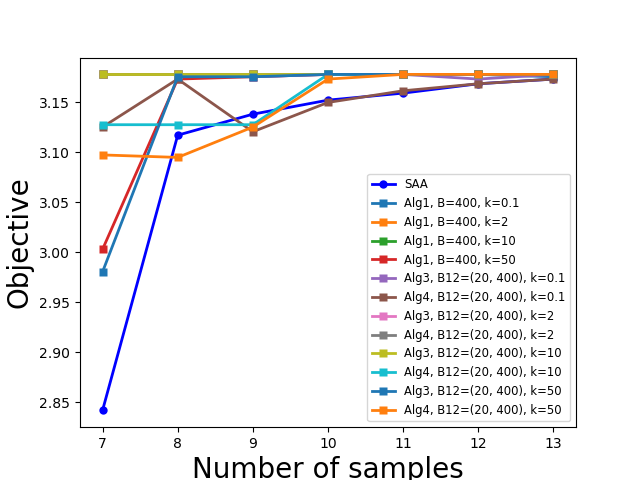 3.15
3.10
3.05
3.00
2.95
2.90
2.85
Objective
SAA
Alg1, B=400, k=0.1
Alg1, B=400, k=2
Alg1, B=400, k=10
Alg1, B=400, k=50
Alg3, B12=(20, 400), k=0.1
Alg4, B12=(20, 400), k=0.1
Alg3, B12=(20, 400), k=2
Alg4, B12=(20, 400), k=2
Alg3, B12=(20, 400), k=10
Alg4, B12=(20, 400), k=10
Alg3, B12=(20, 400), k=50
Alg4, B12=(20, 400), k=50
7 8 9 10 11 12 13
Number of samples